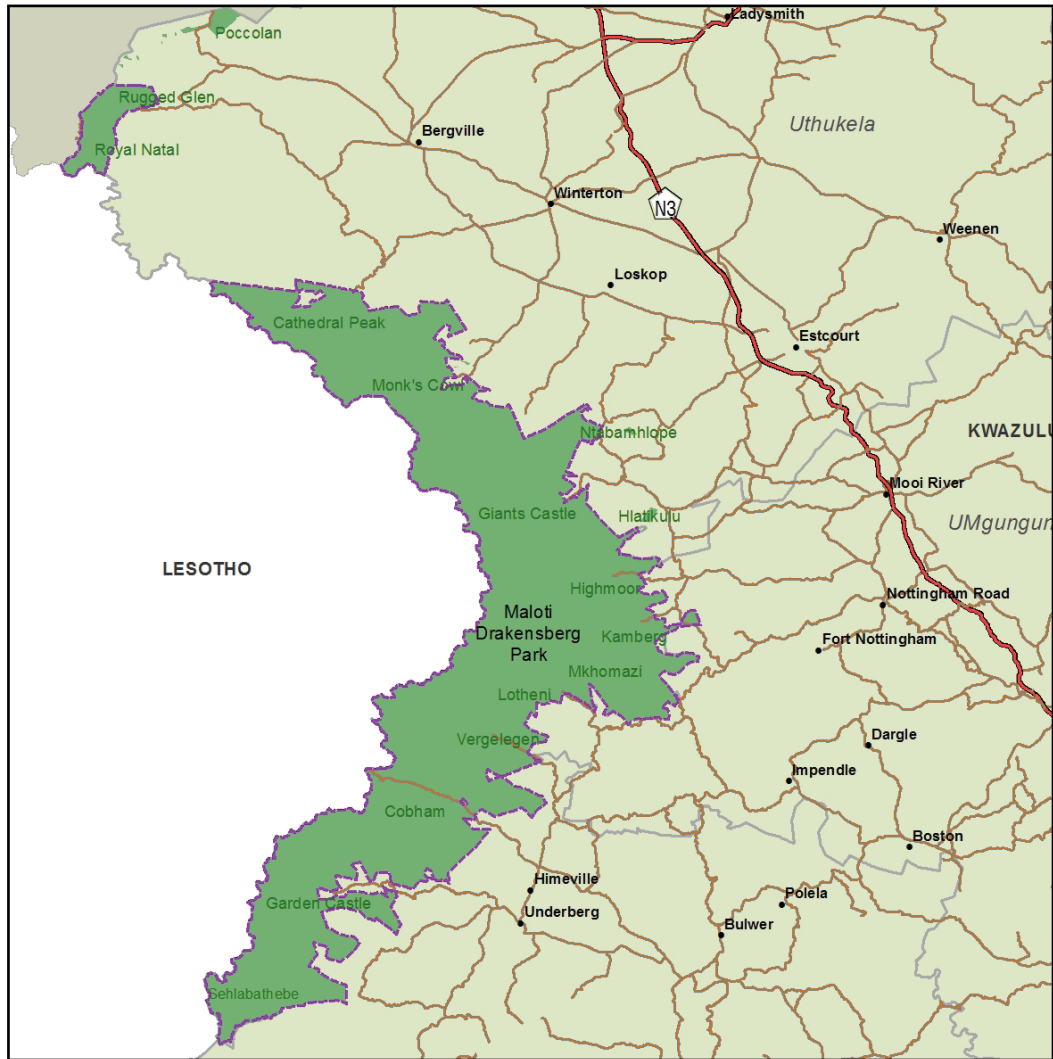 Ladysmith
Poccolan
Rugged Glen
Bergville
Uthukela
Royal Natal
Winterton
N3
Weenen
Loskop
Cathedral Peak
Estcourt
Monk's Cowl
Ntabamhlope
KWAZULU
Mooi River
Giants Castle
Hlatikulu
UMgungun
LESOTHO
Highmoor
Nottingham Road
Maloti
Drakensberg
Park
Kamberg
Fort Nottingham
Mkhomazi
Lotheni
Vergelegen
Dargle
Impendle
Cobham
Boston
Himeville
Polela
Garden Castle
Underberg
Bulwer
Sehlabathebe